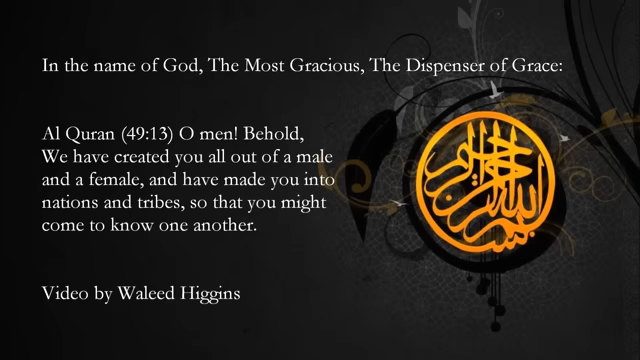 In the name of God, The Most Gracious, The Dispenser of Grace:
Al Quran (49:13) O men! Behold,
We have created you all out of a male
and a female, and have made you into
nations and tribes, so that you might
come to know one another.
Video by Waleed Higgins
بسم الله الرحمن الرحيم